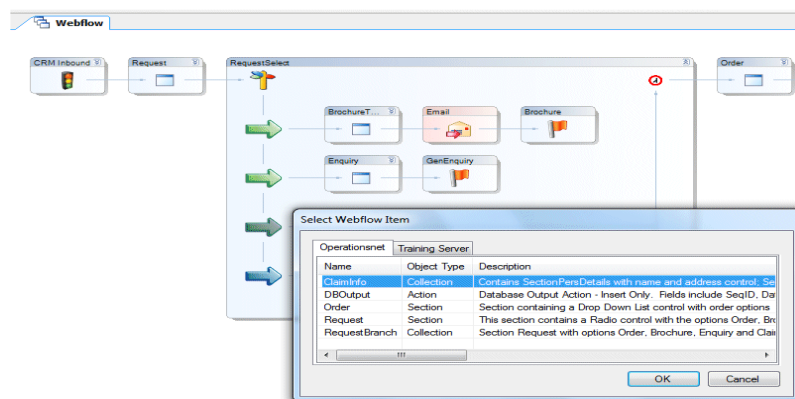 Webflow
CRM Inbound
Request
RequestSelect
Order
BrochureT...
Email
Brochure
Enquiry
GenEnquiry
Select Webflow Item
Operationsnet
Training Server
Name Object Type Description
ClaimInfo Collection Contains SectionPersDetails with name and address control; Se
DBOutput Action Database Output Action - Insert Only. Fields include SeqID, Da
Order Section Section containing a Drop Down List control with order options
Request Section This section contains a Radio control with the options Order, Bro
RequestBranch Collection Section Request with options Order, Brochure, Enquiry and Clai
OK
Cancel